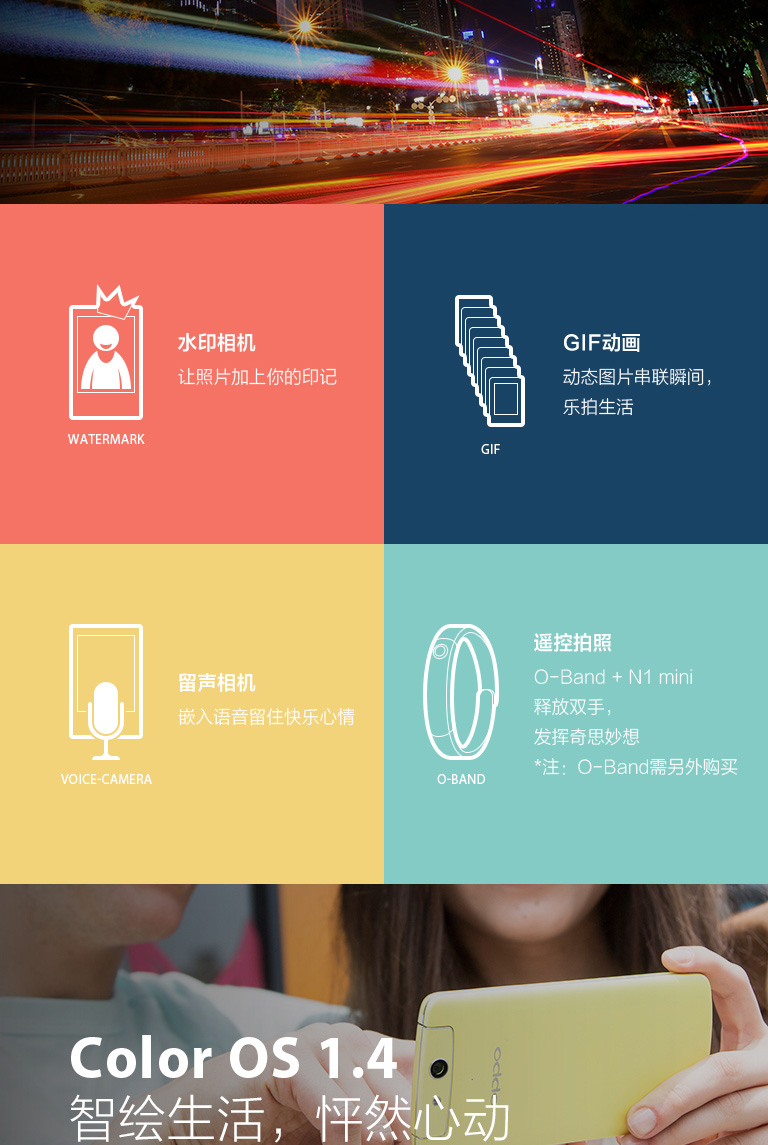 水印相机
让照片加上你的印记
WATERMARK
GIF动画
动态图片串联瞬间，
乐拍生活
GIF
留声相机
嵌入语音留住快乐心情
VOICE-CAMERA
遥控拍照
O-Band + N1 mini
释放双手，
发挥奇思妙想
*注：O-Band需另外购买
O-BAND
oppo
Color OS 1.4
智绘生活，怦然心动